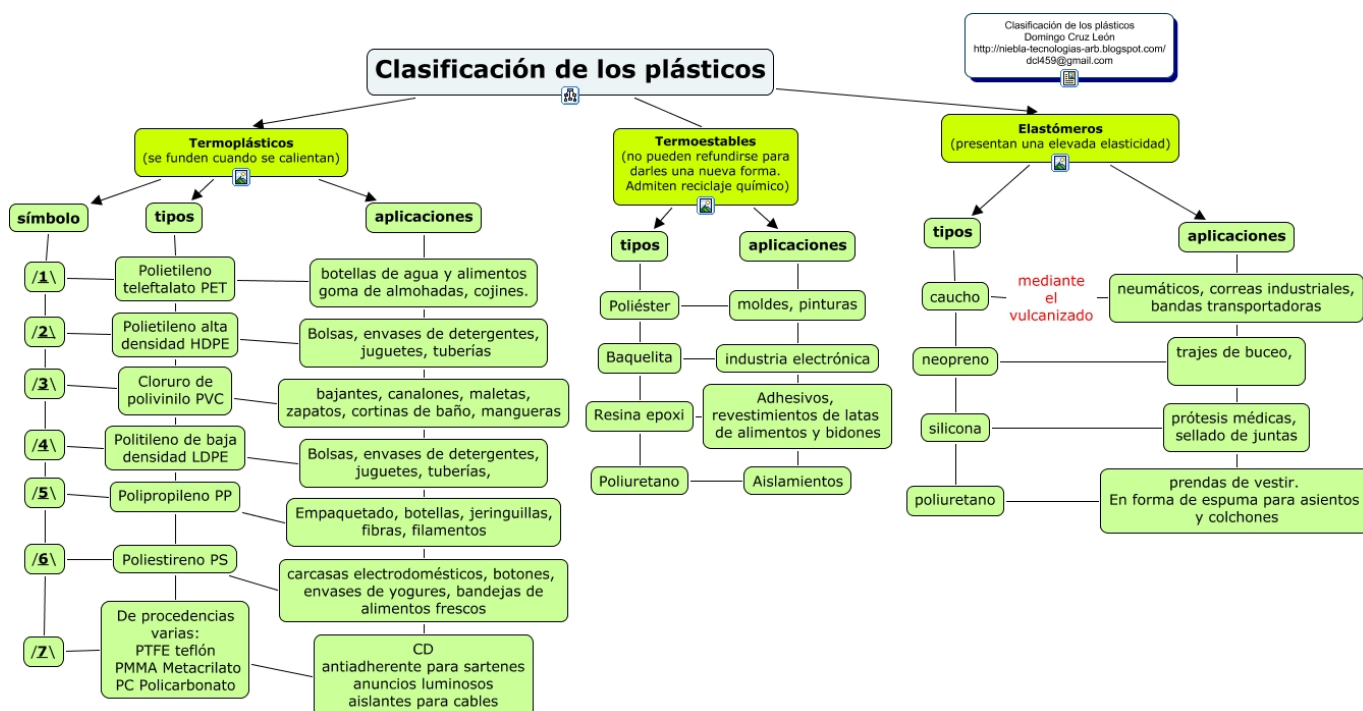 Clasificación de los plásticos
Domingo Cruz León
http://niebla-tecnologias-arb.blogspot.com/
dcl459@gmail.com
Clasificación de los plásticos
Termoplásticos
(se funden cuando se calientan)
símbolo
tipos
aplicaciones
/1\
Polietileno
teleftalato PET
botellas de agua y alimentos
goma de almohadas, cojines.
/2\
Polietileno alta
densidad HDPE
Bolsas, envases de detergentes,
juguetes, tuberías
/3\
Cloruro de
polivinilo PVC
bajantes, canalones, maletas,
zapatos, cortinas de baño, mangueras
/4\
Politileno de baja
densidad LDPE
Bolsas, envases de detergentes,
juguetes, tuberías,
/5\
Polipropileno PP
Empaquetado, botellas, jeringuillas,
fibras, filamentos
/6\
Poliestireno PS
carcasas electrodomésticos, botones,
envases de yogures, bandejas de
alimentos frescos
/7\
De procedencias
varias:
PTFE teflón
PMMA Metacrilato
PC Policarbonato
CD
antiadherente para sartenes
anuncios luminosos
aislantes para cables
Termoestables
(no pueden refundirse para
darles una nueva forma.
Admiten reciclaje químico)
tipos
aplicaciones
Poliéster
moldes, pinturas
Baquelita
industria electrónica
Resina epoxi
Adhesivos,
revestimientos de latas
de alimentos y bidones
Poliuretano
Aislamientos
Elastómeros
(presentan una elevada elasticidad)
tipos
aplicaciones
caucho
mediante
el
vulcanizado
neumáticos, correas industriales,
bandas transportadoras
neopreno
trajes de buceo,
silicona
prótesis médicas,
sellado de juntas
poliuretano
prendas de vestir.
En forma de espuma para asientos
y colchones